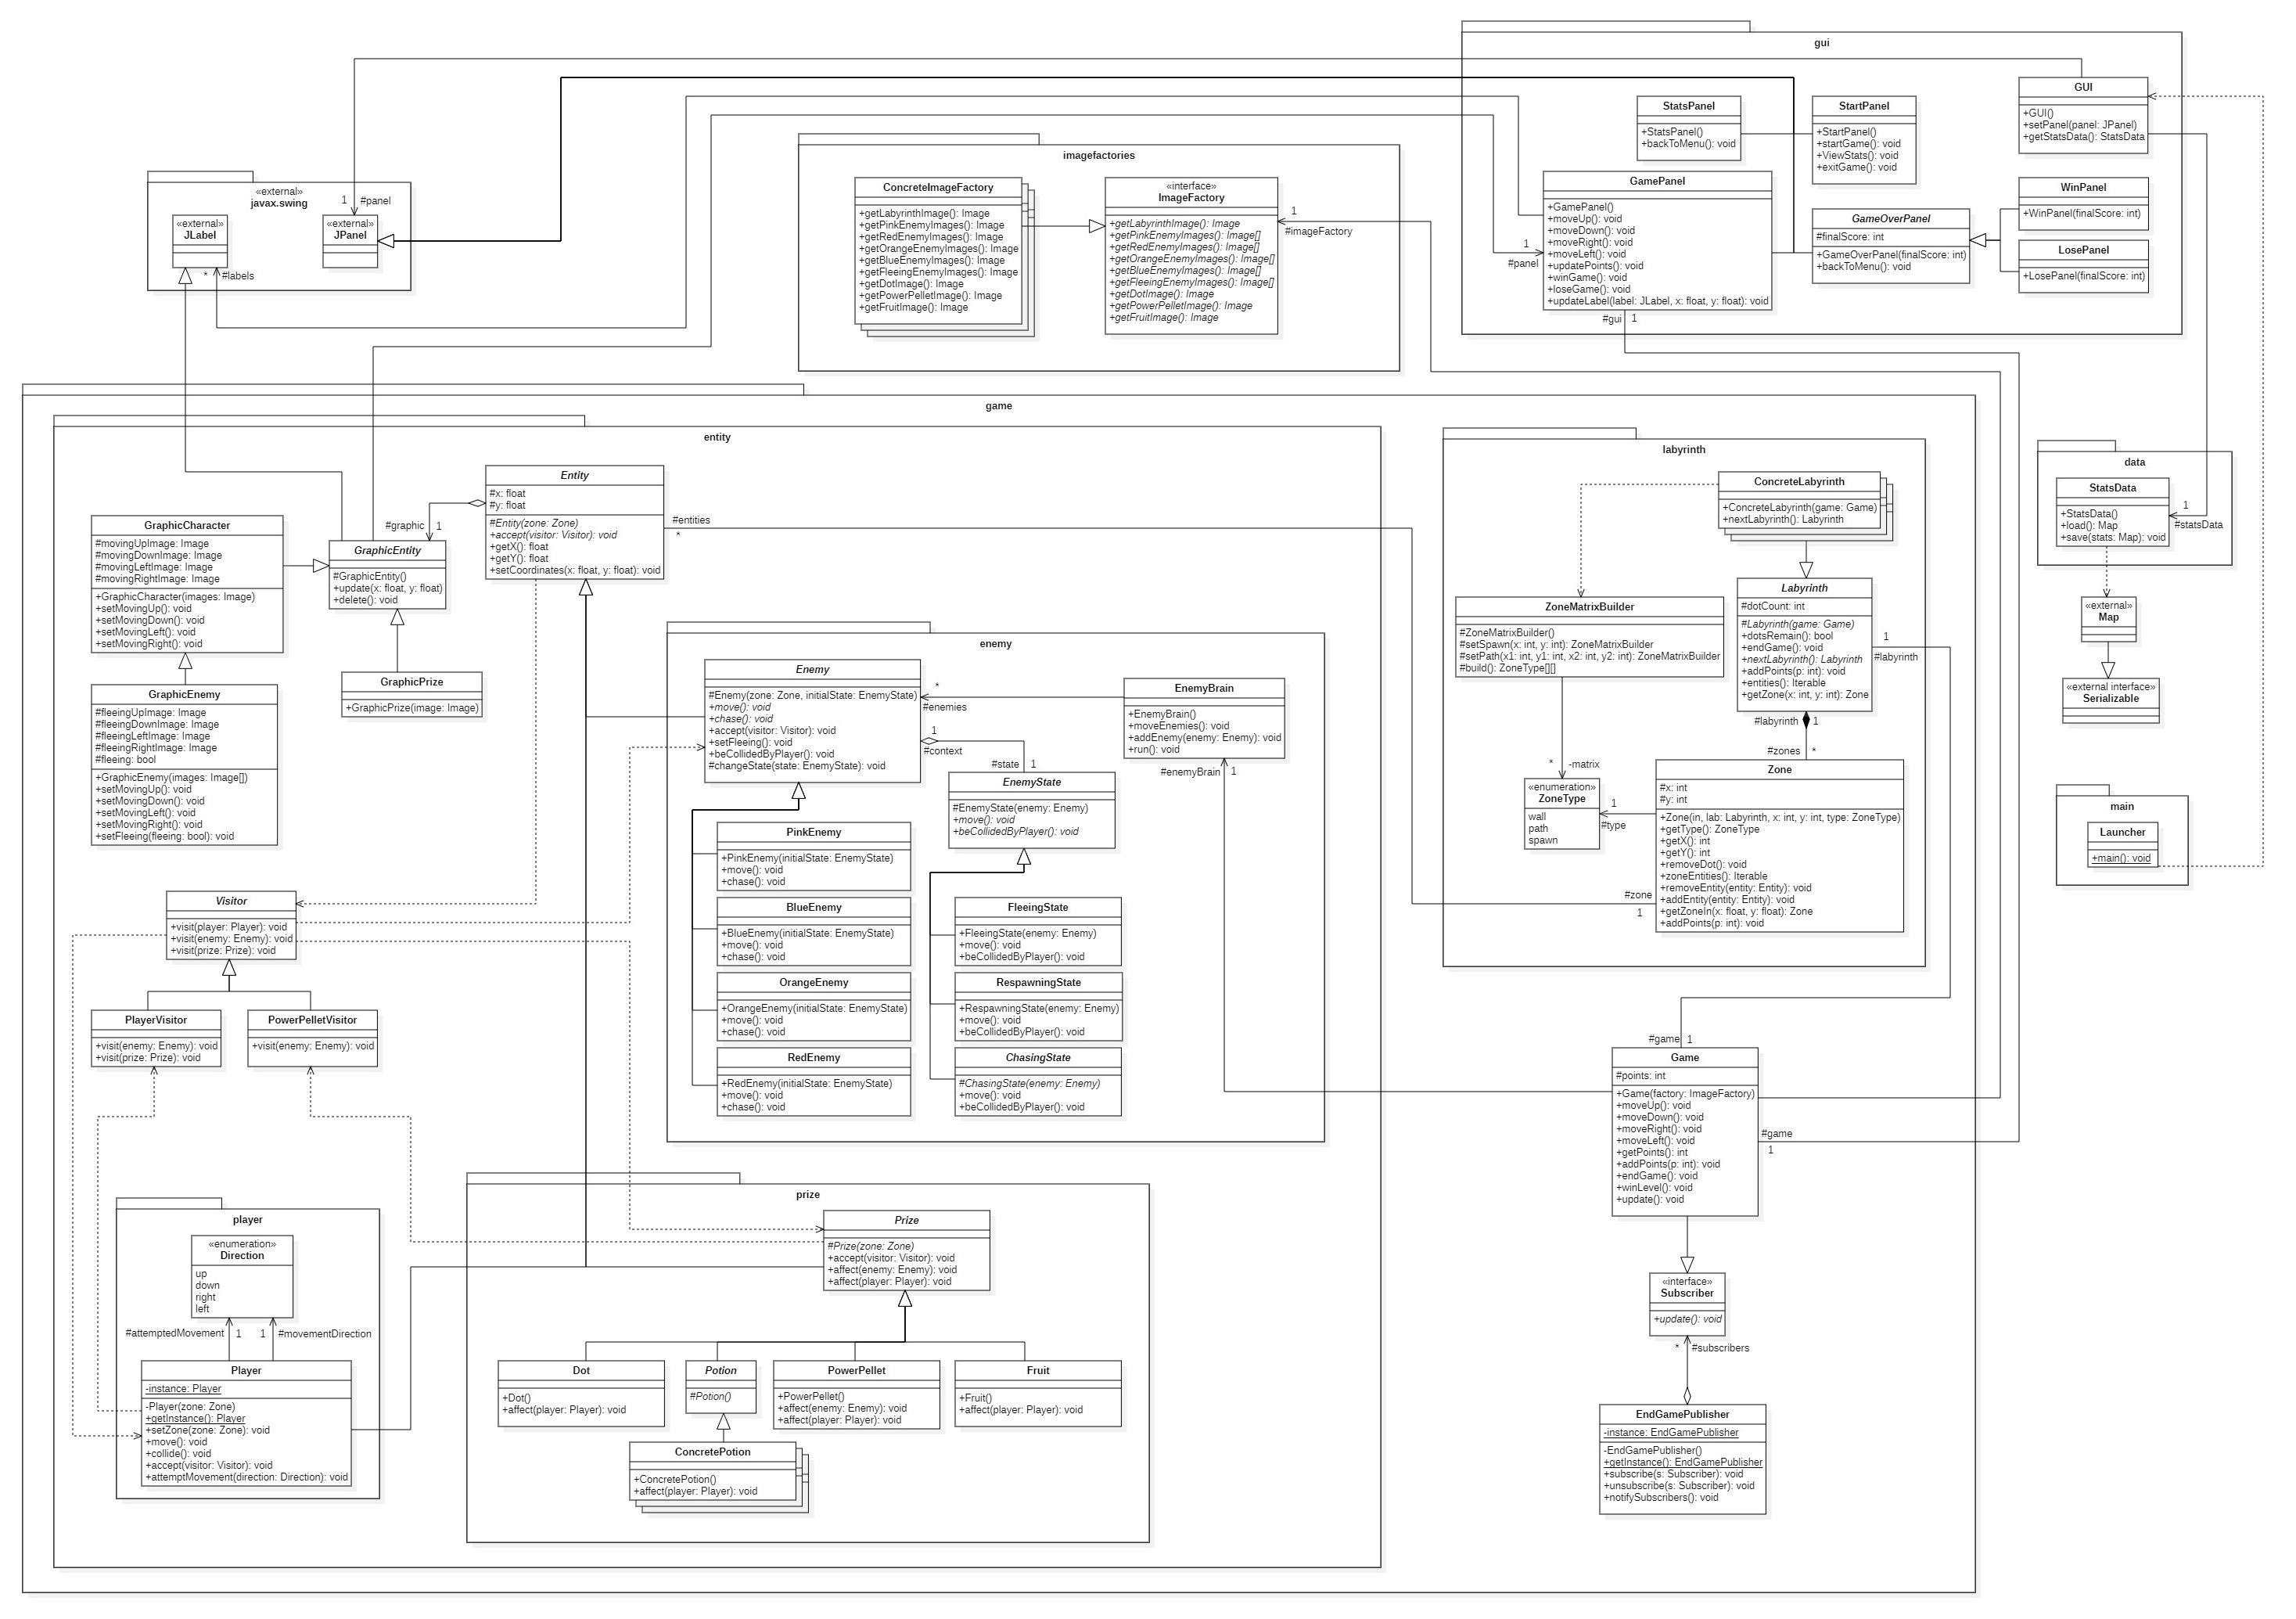 gui
GUI
+GUI()
+setPanel(panel: JPanel)
+getStatsData(): StatsData
StatsPanel
+StatsPanel()
+backToMenu(): void
StartPanel
+StartPanel()
+startGame(): void
+ViewStats(): void
+exitGame(): void
GamePanel
+GamePanel()
+moveUp(): void
+moveDown(): void
+moveRight(): void
+moveLeft(): void
+updatePoints(): void
+winGame(): void
+loseGame(): void
+updateLabel(label: JLabel, x: float, y: float): void
1
#panel
#gui
1
GameOverPanel
#finalScore: int
+GameOverPanel(finalScore: int)
+backToMenu(): void
WinPanel
+WinPanel(finalScore: int)
LosePanel
+LosePanel(finalScore: int)
imagefactories
ConcreteImageFactory
+getLabyrinthImage(): Image
+getPinkEnemyImages(): Image
+getRedEnemyImages(): Image
+getOrangeEnemyImages(): Image
+getBlueEnemyImages(): Image
+getFleeingEnemyImages(): Image
+getDotImage(): Image
+getPowerPelletImage(): Image
+getFruitImage(): Image
«interface»
ImageFactory
+getLabyrinthImage(): Image
+getPinkEnemyImages(): Image[]
+getRedEnemyImages(): Image[]
+getOrangeEnemyImages(): Image[]
+getBlueEnemyImages(): Image[]
+getFleeingEnemyImages(): Image[]
+getDotImage(): Image
+getPowerPelletImage(): Image
+getFruitImage(): Image
1
#imageFactory
«external»
javax.swing
1
#panel
«external»
JLabel
«external»
JPanel
*
#labels
game
entity
Entity
#x: float
#y: float
#Entity(zone: Zone)
+accept(visitor: Visitor): void
+getX(): float
+getY(): float
+setCoordinates(x: float, y: float): void
#entities
*
#graphic
1
GraphicCharacter
#movingUpImage: Image
#movingDownImage: Image
#movingLeftImage: Image
#movingRightImage: Image
+GraphicCharacter(images: Image)
+setMovingUp(): void
+setMovingDown(): void
+setMovingLeft(): void
+setMovingRight(): void
GraphicEntity
#GraphicEntity()
+update(x: float, y: float)
+delete(): void
GraphicPrize
+GraphicPrize(image: Image)
GraphicEnemy
#fleeingUpImage: Image
#fleeingDownImage: Image
#fleeingLeftImage: Image
#fleeingRightImage: Image
#fleeing: bool
+GraphicEnemy(images: Image[])
+setMovingUp(): void
+setMovingDown(): void
+setMovingLeft(): void
+setMovingRight(): void
+setFleeing(fleeing: bool): void
enemy
Enemy
#Enemy(zone: Zone, initialState: EnemyState)
+move(): void
+chase(): void
+accept(visitor: Visitor): void
+setFleeing(): void
+beCollidedByPlayer(): void
#changeState(state: EnemyState): void
*
#enemies
1
#context
#state
1
EnemyBrain
+EnemyBrain()
+moveEnemies(): void
+addEnemy(enemy: Enemy): void
+run(): void
#enemyBrain
1
EnemyState
#EnemyState(enemy: Enemy)
+move(): void
+beCollidedByPlayer(): void
PinkEnemy
+PinkEnemy(initialState: EnemyState)
+move(): void
+chase(): void
BlueEnemy
+BlueEnemy(initialState: EnemyState)
+move(): void
+chase(): void
OrangeEnemy
+OrangeEnemy(initialState: EnemyState)
+move(): void
+chase(): void
RedEnemy
+RedEnemy(initialState: EnemyState)
+move(): void
+chase(): void
FleeingState
+FleeingState(enemy: Enemy)
+move(): void
+beCollidedByPlayer(): void
RespawningState
+RespawningState(enemy: Enemy)
+move(): void
+beCollidedByPlayer(): void
ChasingState
#ChasingState(enemy: Enemy)
+move(): void
+beCollidedByPlayer(): void
Visitor
+visit(player: Player): void
+visit(enemy: Enemy): void
+visit(prize: Prize): void
PlayerVisitor
+visit(enemy: Enemy): void
+visit(prize: Prize): void
PowerPelletVisitor
+visit(enemy: Enemy): void
player
«enumeration»
Direction
up
down
right
left
#attemptedMovement
1
1
#movementDirection
Player
-instance: Player
-Player(zone: Zone)
+getInstance(): Player
+setZone(zone: Zone): void
+move(): void
+collide(): void
+accept(visitor: Visitor): void
+attemptMovement(direction: Direction): void
prize
Prize
#Prize(zone: Zone)
+accept(visitor: Visitor): void
+affect(enemy: Enemy): void
+affect(player: Player): void
Dot
+Dot()
+affect(player: Player): void
Potion
#Potion()
PowerPellet
+PowerPellet()
+affect(enemy: Enemy): void
+affect(player: Player): void
Fruit
+Fruit()
+affect(player: Player): void
ConcretePotion
+ConcretePotion()
+affect(player: Player): void
labyrinth
ConcreteLabyrinth
+ConcreteLabyrinth(game: Game)
+nextLabyrinth(): Labyrinth
ZoneMatrixBuilder
#ZoneMatrixBuilder()
#setSpawn(x: int, y: int): ZoneMatrixBuilder
#setPath(x1: int, y1: int, x2: int, y2: int): ZoneMatrixBuilder
#build(): ZoneType[][]
Labyrinth
#dotCount: int
#Labyrinth(game: Game)
+dotsRemain(): bool
+endGame(): void
+nextLabyrinth(): Labyrinth
+addPoints(p: int): void
+entities(): Iterable
+getZone(x: int, y: int): Zone
1
#labyrinth
#labyrinth
1
#zones
*
*
-matrix
«enumeration»
ZoneType
wall
path
spawn
1
#type
Zone
#x: int
#y: int
+Zone(in, lab: Labyrinth, x: int, y: int, type: ZoneType)
+getType(): ZoneType
+getX(): int
+getY(): int
+removeDot(): void
+zoneEntities(): Iterable
+removeEntity(entity: Entity): void
+addEntity(entity: Entity): void
+getZoneIn(x: float, y: float): Zone
+addPoints(p: int): void
#zone
1
#game
1
Game
#points: int
+Game(factory: ImageFactory)
+moveUp(): void
+moveDown(): void
+moveRight(): void
+moveLeft(): void
+getPoints(): int
+addPoints(p: int): void
+endGame(): void
+winLevel(): void
+update(): void
#game
1
«interface»
Subscriber
+update(): void
*
#subscribers
EndGamePublisher
-instance: EndGamePublisher
-EndGamePublisher()
+getInstance(): EndGamePublisher
+subscribe(s: Subscriber): void
+unsubscribe(s: Subscriber): void
+notifySubscribers(): void
data
StatsData
+StatsData()
+load(): Map
+save(stats: Map): void
1
#statsData
«external»
Map
«external interface»
Serializable
main
Launcher
+main(): void